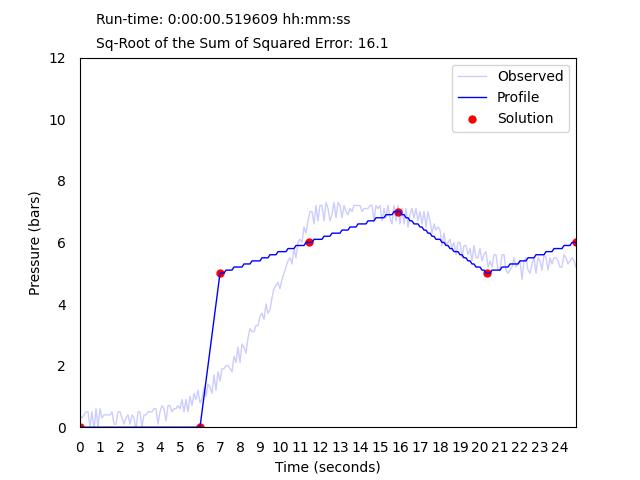 Run-time: 0:00:00.519609 hh:mm:ss
Sq-Root of the Sum of Squared Error: 16.1
12
10
8
6
4
2
0
Pressure (bars)
Observed
Profile
Solution
0 1 2 3 4 5 6 7 8 9 10 11 12 13 14 15 16 17 18 19 20 21 22 23 24
Time (seconds)